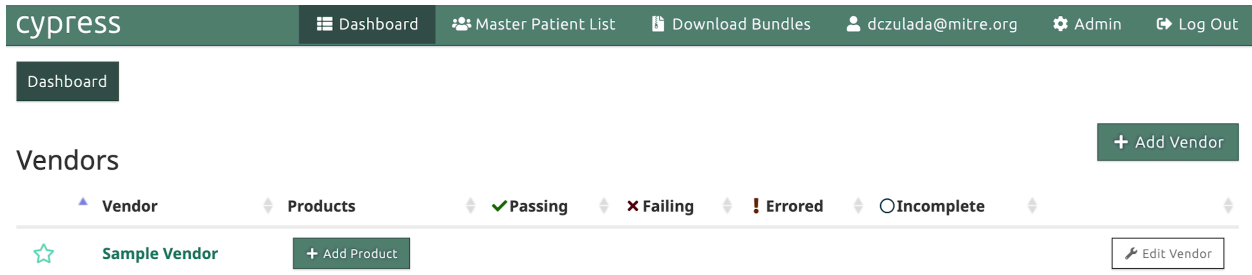 cypress Dashboard Master Patient List Download Bundles dczulada@mitre.org Admin Log Out
Dashboard
+ Add Vendor
Vendors
Vendor Products Passing Failing Errored Incomplete
Sample Vendor + Add Product Edit Vendor